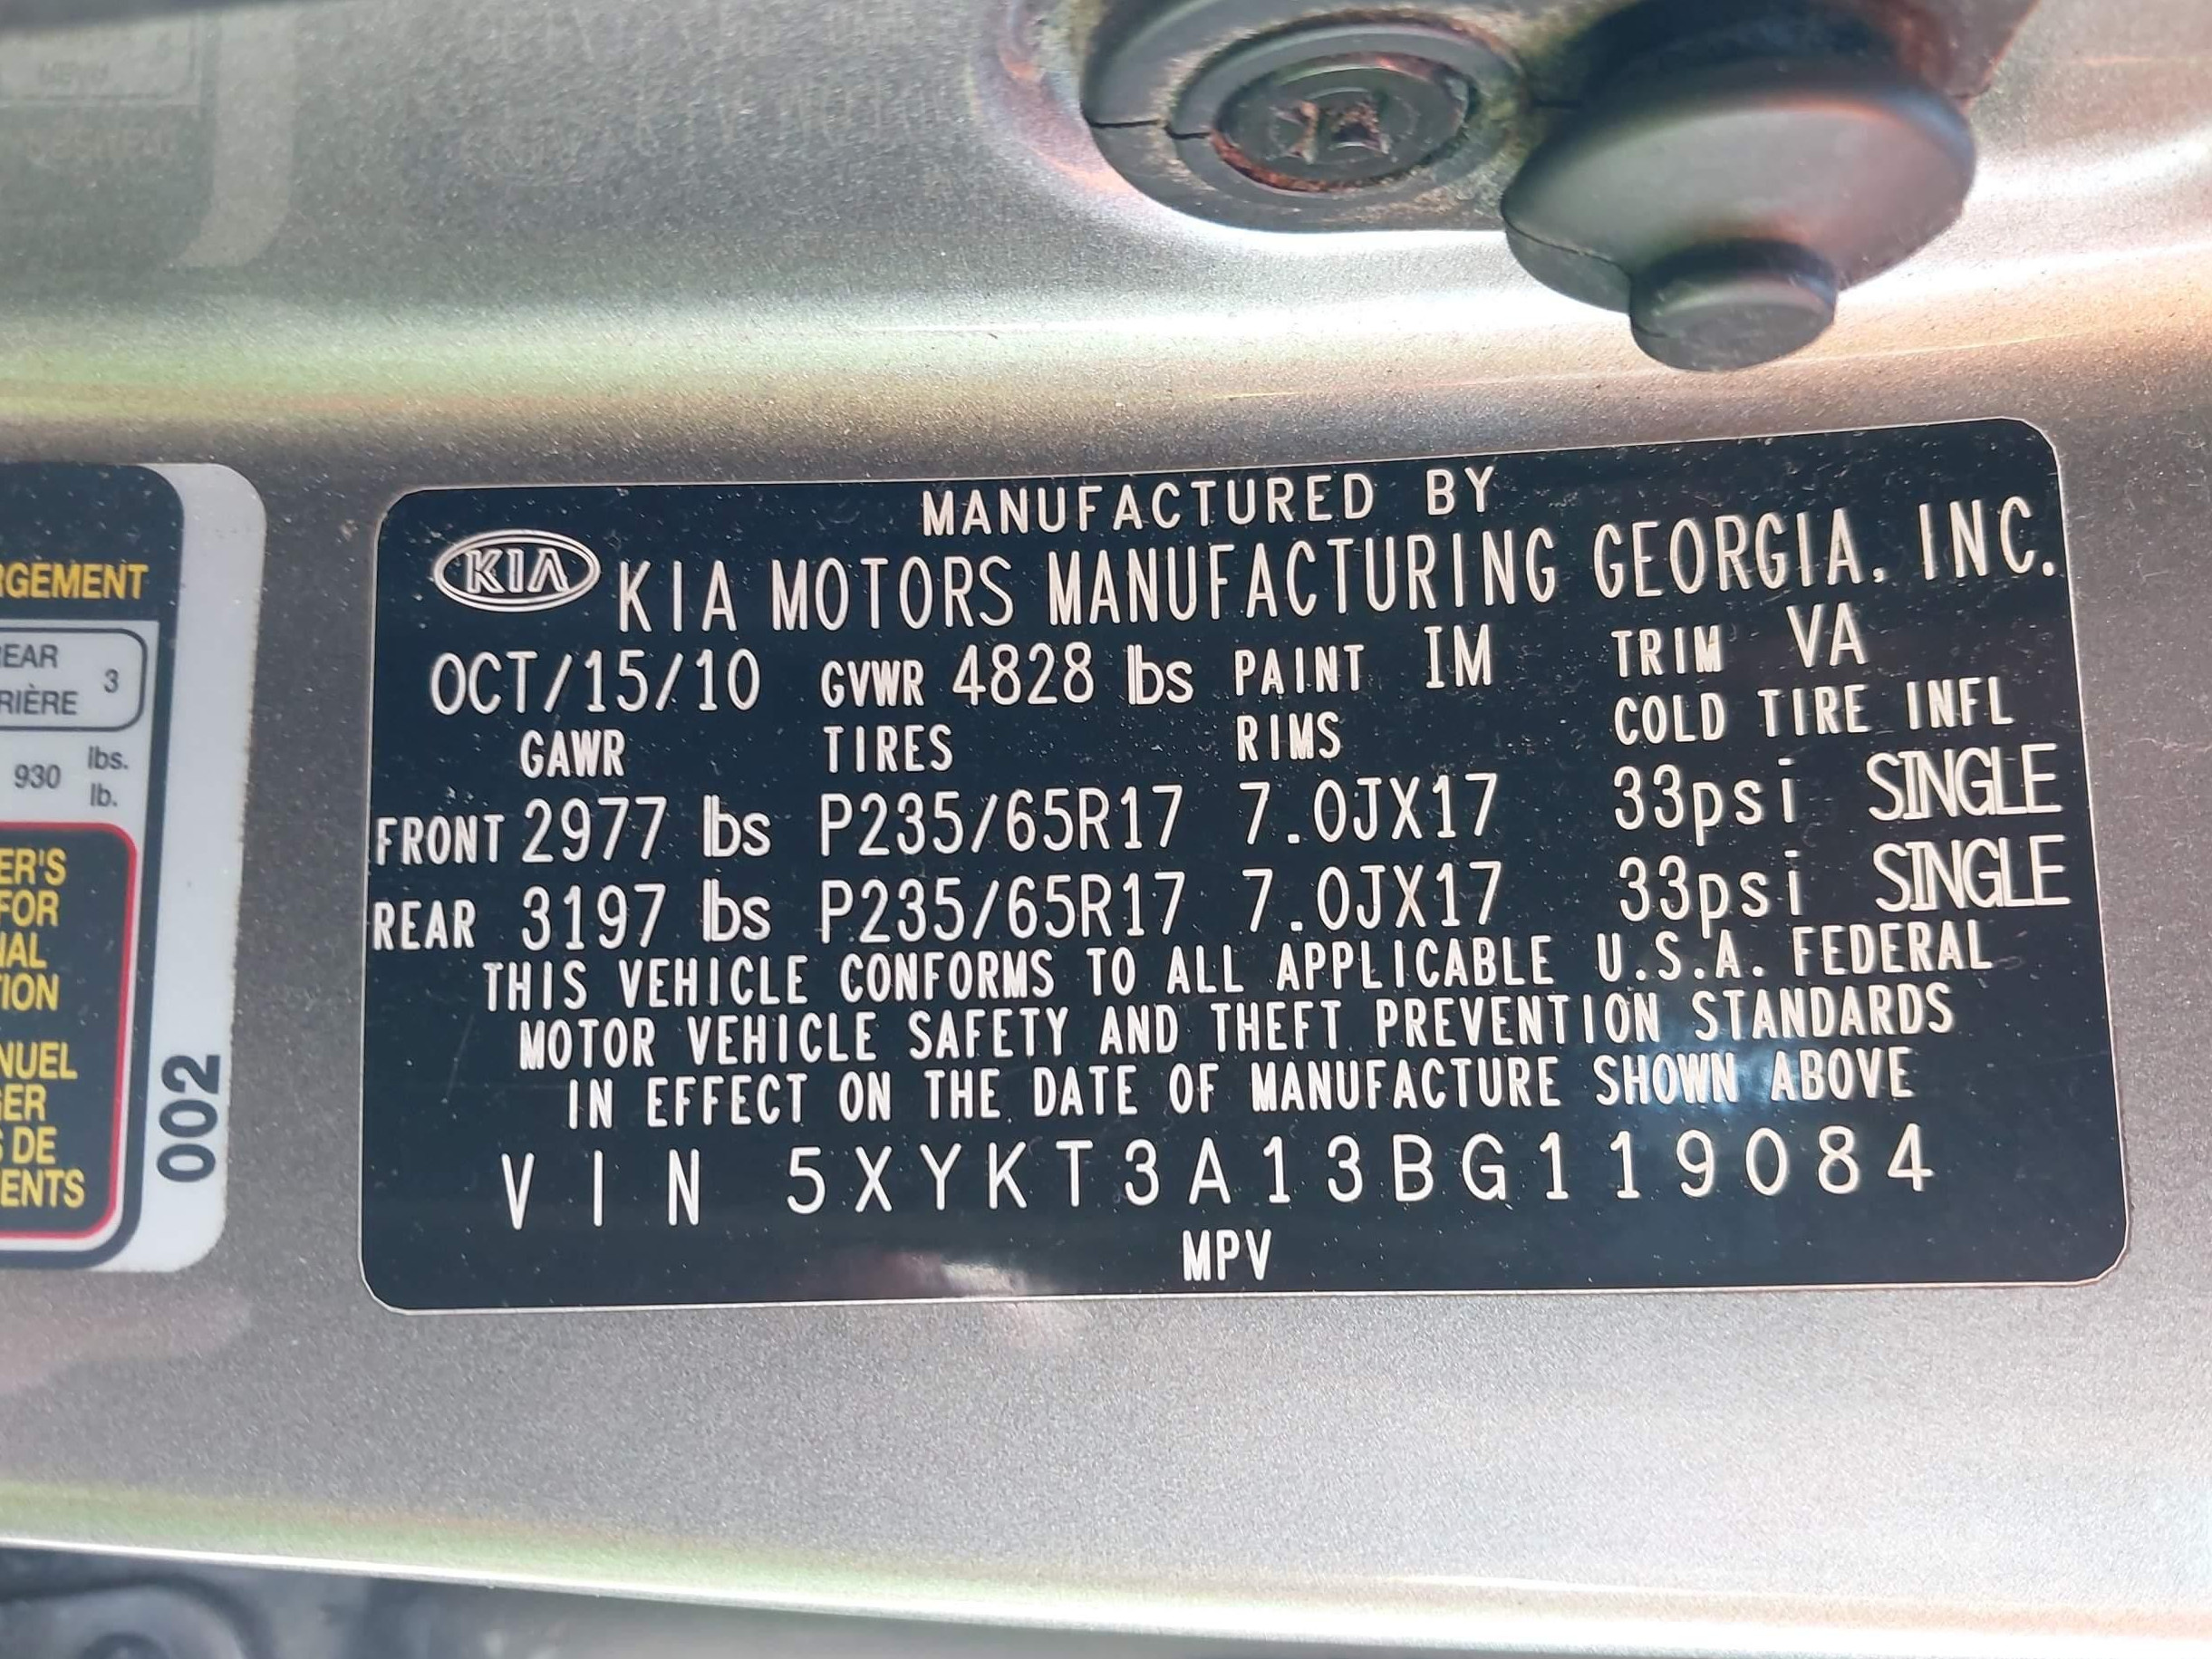 RGEMENT
REAR 3
RIÈRE
930 lbs.
lb.
ER'S
FOR
NAL
TION
NUEL
GER
S DE
ENTS
002
MANUFACTURED BY
KIA KIA MOTORS MANUFACTURING GEORGIA, INC.
OCT/15/10 GVWR 4828 lbs PAINT IM TRIM VA
GAWR TIRES RIMS COLD TIRE INFL
FRONT 2977 lbs P235/65R17 7.0JX17 33psi SINGLE
REAR 3197 lbs P235/65R17 7.0JX17 33psi SINGLE
THIS VEHICLE CONFORMS TO ALL APPLICABLE U.S.A. FEDERAL
MOTOR VEHICLE SAFETY AND THEFT PREVENTION STANDARDS
IN EFFECT ON THE DATE OF MANUFACTURE SHOWN ABOVE
VIN 5XYKT3A13BG119084
MPV